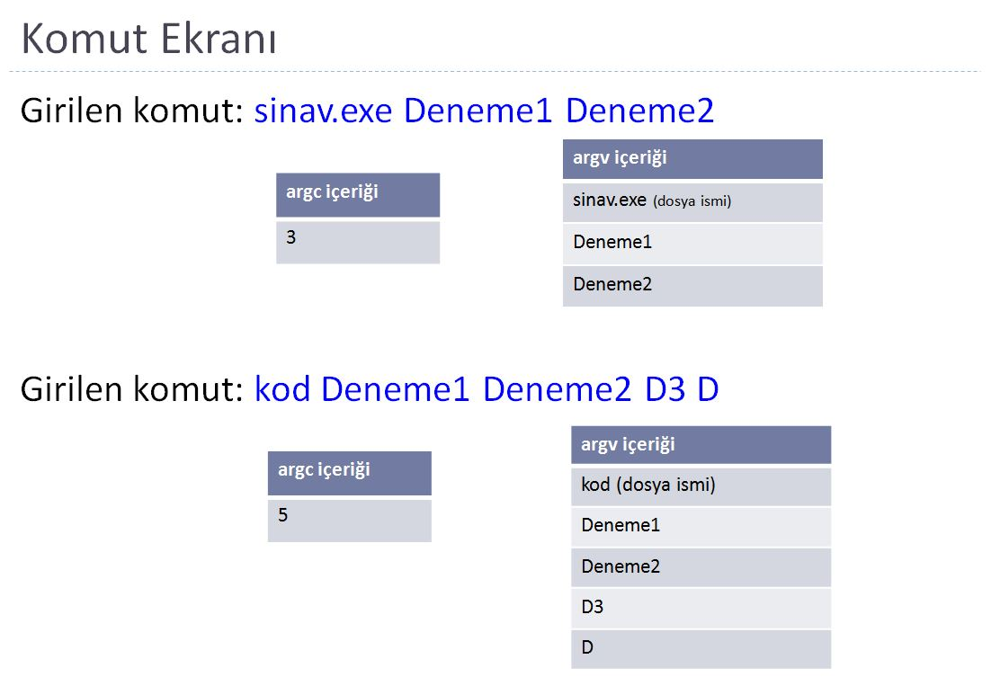 Komut Ekranı
Girilen komut: sinav.exe Deneme1 Deneme2
argc içeriği
3
argv içeriği
sinav.exe (dosya ismi)
Deneme1
Deneme2
Girilen komut: kod Deneme1 Deneme2 D3 D
argc içeriği
5
argv içeriği
kod (dosya ismi)
Deneme1
Deneme2
D3
D